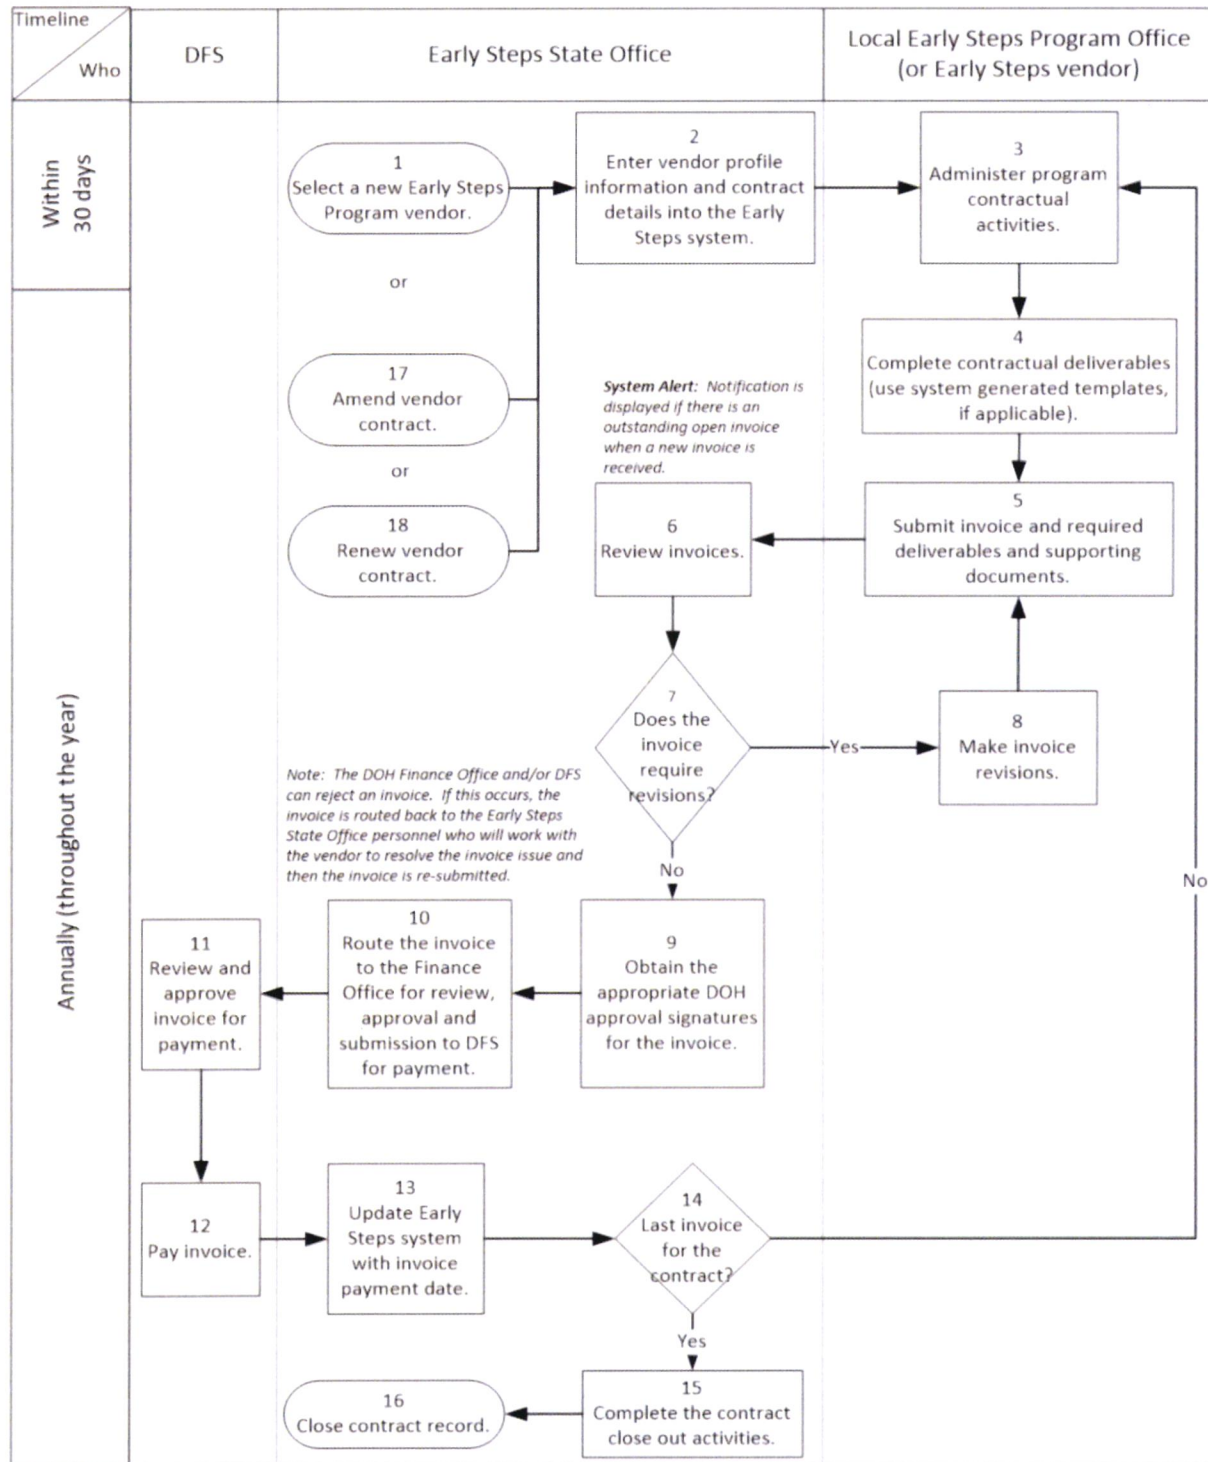 Timeline
Who
DFS
Early Steps State Office
Local Early Steps Program Office
(or Early Steps vendor)
Within
30 days
1
Select a new Early Steps
Program vendor.
or
17
Amend vendor
contract.
or
18
Renew vendor
contract.
2
Enter vendor profile
information and contract
details into the Early
Steps system.
3
Administer program
contractual
activities.
4
Complete contractual deliverables
(use system generated templates,
if applicable).
System Alert: Notification is
displayed if there is an
outstanding open invoice
when a new invoice is
received.
5
Submit invoice and required
deliverables and supporting
documents.
6
Review invoices.
Annually (throughout the year)
7
Does the
invoice
require
revisions?
Yes
8
Make invoice
revisions.
Note: The DOH Finance Office and/or DFS
can reject an invoice. If this occurs, the
invoice is routed back to the Early Steps
State Office personnel who will work with
the vendor to resolve the invoice issue and
then the invoice is re-submitted.
No
No
9
Obtain the
appropriate DOH
approval signatures
for the invoice.
10
Route the invoice
to the Finance
Office for review,
approval and
submission to DFS
for payment.
11
Review and
approve
invoice for
payment.
12
Pay invoice.
13
Update Early
Steps system
with invoice
payment date.
14
Last invoice
for the
contract?
Yes
15
Complete the contract
close out activities.
16
Close contract record.